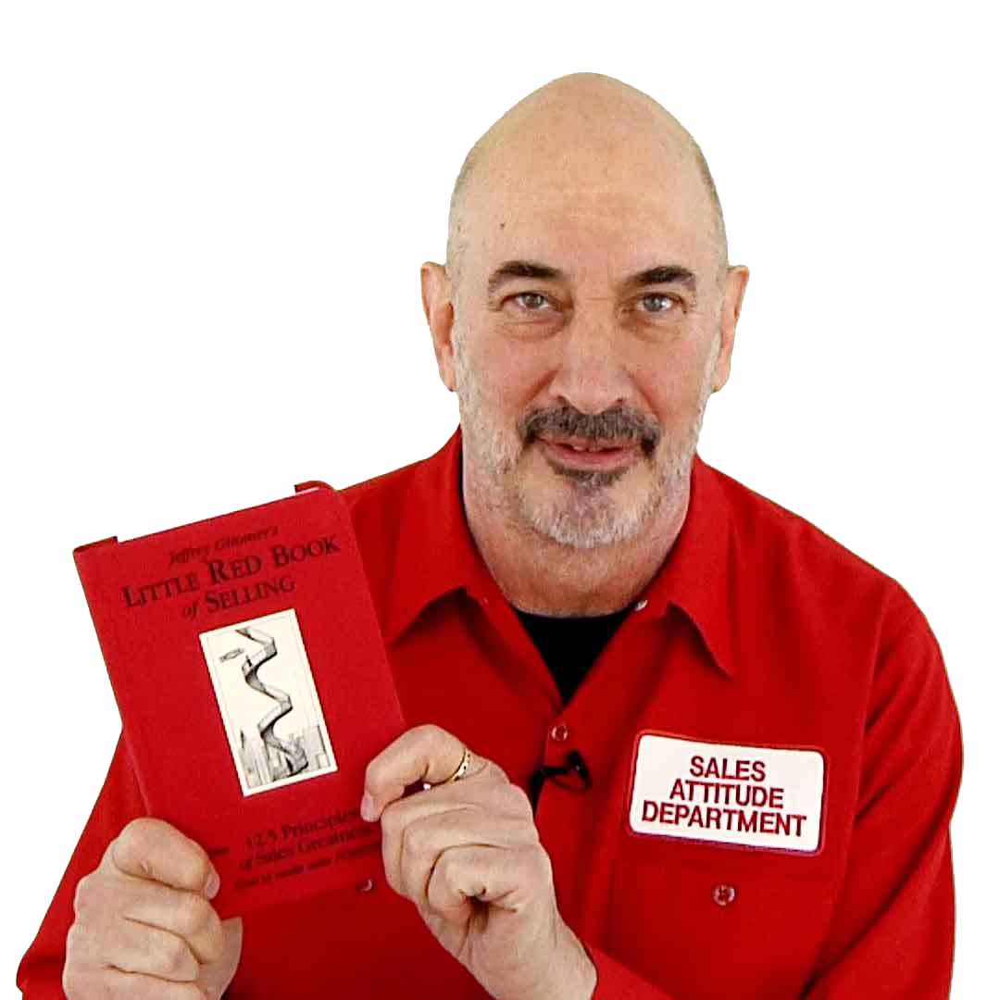 Jeffrey Gitomer's
LITTLE RED BOOK
of SELLING
12.5 Principles
of Sales Greatness
SALES
ATTITUDE
DEPARTMENT